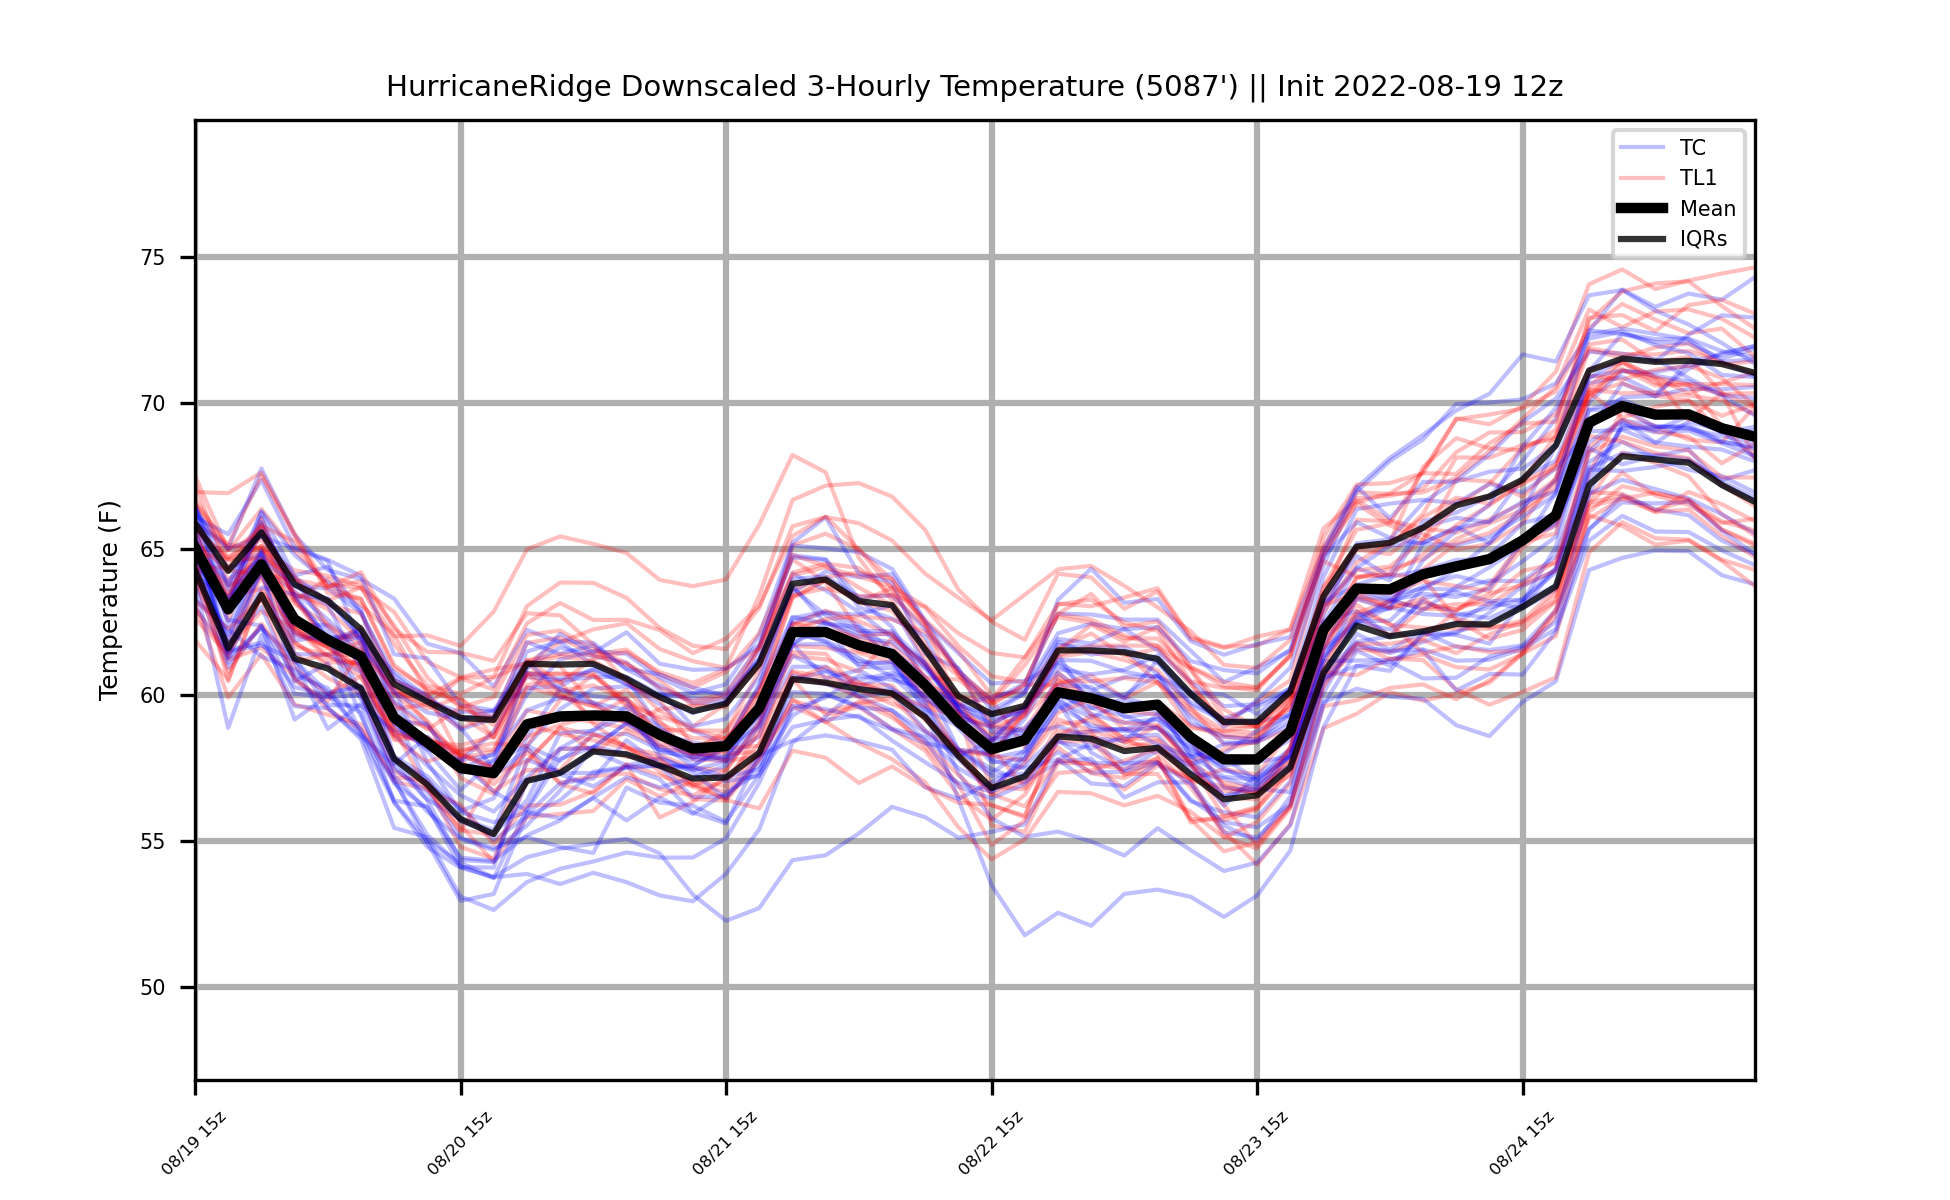 HurricaneRidge Downscaled 3-Hourly Temperature (5087') || Init 2022-08-19 12z
TC
TL1
Mean
IQRs
Temperature (F)
75
70
65
60
55
50
08/19 15z
08/20 15z
08/21 15z
08/22 15z
08/23 15z
08/24 15z